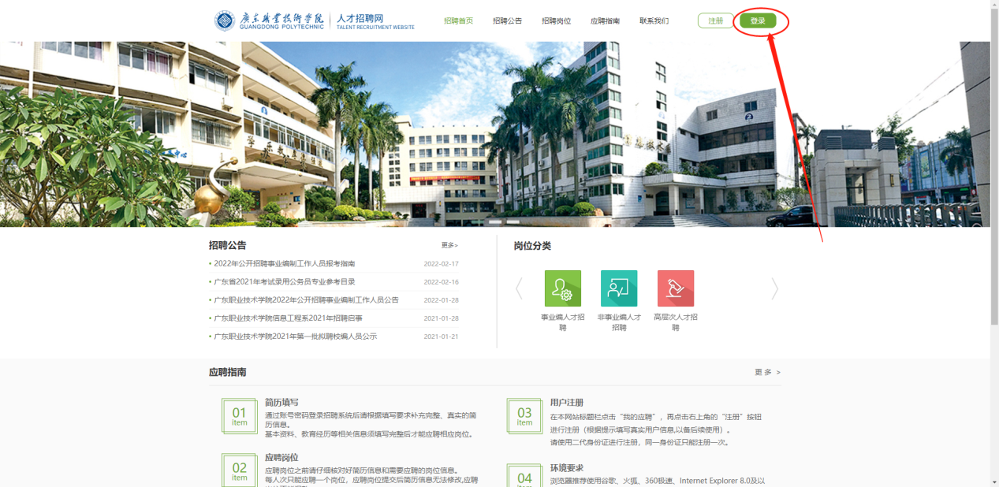 广东职业技术学院
GUANGDONG POLYTECHNIC
人才招聘网
TALENT RECRUITMENT WEBSITE
招聘首页 招聘公告 招聘岗位 应聘指南 联系我们 注册 登录
招聘公告 更多>
2022年公开招聘事业编制工作人员报考指南 2022-02-17
广东省2021年考试录用公务员专业参考目录 2022-02-16
广东职业技术学院2022年公开招聘事业编制工作人员公告 2022-01-28
广东职业技术学院信息工程系2021年招聘启事 2021-01-28
广东职业技术学院2021年第一批拟聘校编人员公示 2021-01-21
岗位分类
事业编人才招
聘
非事业编人才
招聘
高层次人才招
聘
应聘指南 更多 >
01
Item
简历填写
通过账号密码登录招聘系统后请根据填写要求补充完整、真实的简
历信息。
基本资料、教育经历等相关信息须填写完整后才能应聘相应岗位。
02
Item
应聘岗位
应聘岗位之前请仔细核对好简历信息和需要应聘的岗位信息。
每人次只能应聘一个岗位，应聘岗位提交后简历信息无法修改,应聘
03
Item
用户注册
在本网站标题栏点击“我的应聘”，再点击右上角的“注册”按钮
进行注册（根据提示填写真实用户信息,以备后续使用）。
请使用二代身份证进行注册，同一身份证只能注册一次。
04
环境要求
浏览器推荐使用谷歌、火狐、360极速、Internet Explorer 8.0及以